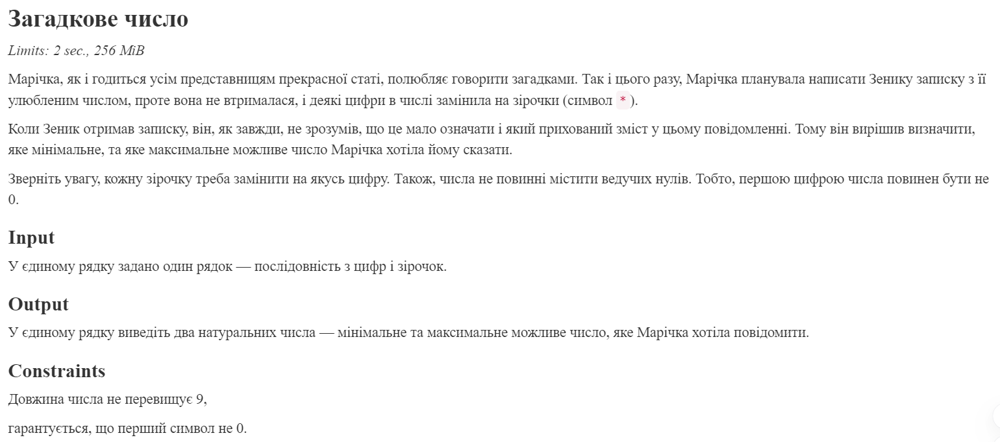 Загадкове число
Limits: 2 sec., 256 MiB
Марічка, як і годиться усім представницям прекрасної статі, полюбляє говорити загадками. Так і цього разу, Марічка планувала написати Зенику записку з її
улюбленим числом, проте вона не втрималася, і деякі цифри в числі замінила на зірочки (символ * ).
Коли Зеник отримав записку, він, як завжди, не зрозумів, що це мало означати і який прихований зміст у цьому повідомленні. Тому він вирішив визначити,
яке мінімальне, та яке максимальне можливе число Марічка хотіла йому сказати.
Зверніть увагу, кожну зірочку треба замінити на якусь цифру. Також, числа не повинні містити ведучих нулів. Тобто, першою цифрою числа повинен бути не
0.
Input
У єдиному рядку задано один рядок — послідовність з цифр і зірочок.
Output
У єдиному рядку виведіть два натуральних числа — мінімальне та максимальне можливе число, яке Марічка хотіла повідомити.
Constraints
Довжина числа не перевищує 9,
гарантується, що перший символ не 0.